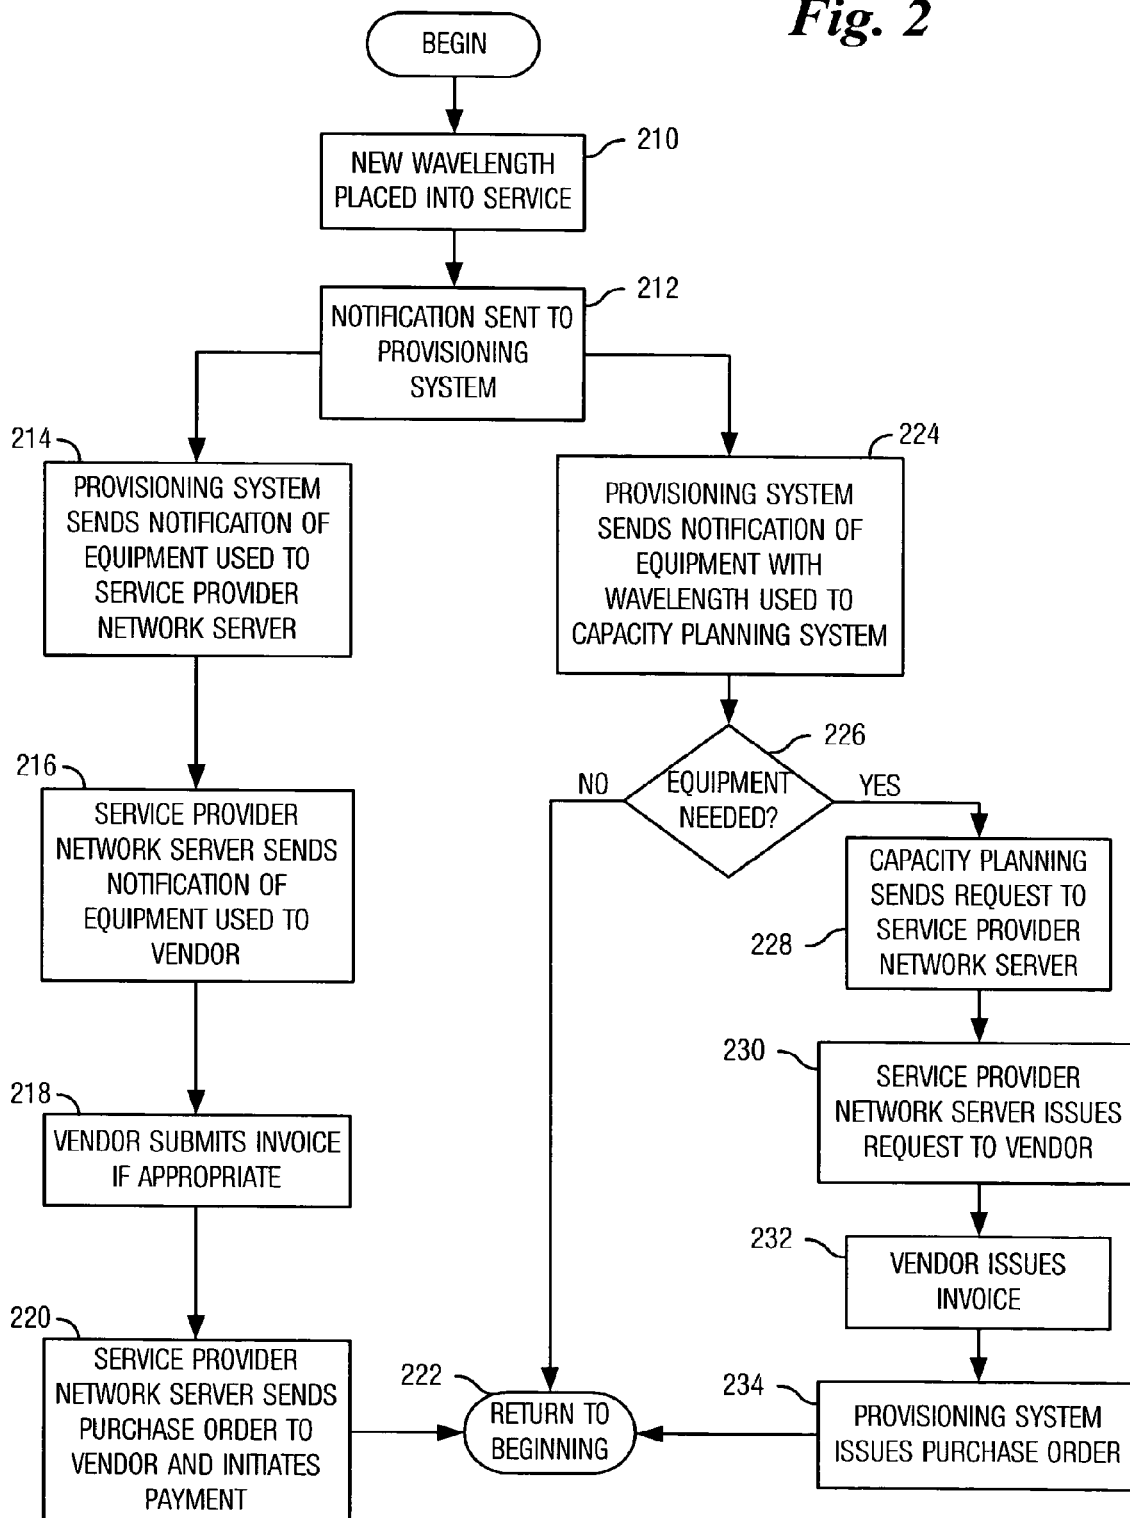 Fig. 2
BEGIN
210
NEW WAVELENGTH
PLACED INTO SERVICE
212
NOTIFICATION SENT TO
PROVISIONING
SYSTEM
214
PROVISIONING SYSTEM
SENDS NOTIFICAITON OF
EQUIPMENT USED TO
SERVICE PROVIDER
NETWORK SERVER
224
PROVISIONING SYSTEM
SENDS NOTIFICATION OF
EQUIPMENT WITH
WAVELENGTH USED TO
CAPACITY PLANNING SYSTEM
216
SERVICE PROVIDER
NETWORK SERVER SENDS
NOTIFICATION OF
EQUIPMENT USED TO
VENDOR
226
NO
EQUIPMENT
NEEDED?
YES
CAPACITY PLANNING
SENDS REQUEST TO
SERVICE PROVIDER
NETWORK SERVER
228
230
SERVICE PROVIDER
NETWORK SERVER ISSUES
REQUEST TO VENDOR
218
VENDOR SUBMITS INVOICE
IF APPROPRIATE
232
VENDOR ISSUES
INVOICE
220
SERVICE PROVIDER
NETWORK SERVER SENDS
PURCHASE ORDER TO
VENDOR AND INITIATES
PAYMENT
222
RETURN TO
BEGINNING
234
PROVISIONING SYSTEM
ISSUES PURCHASE ORDER